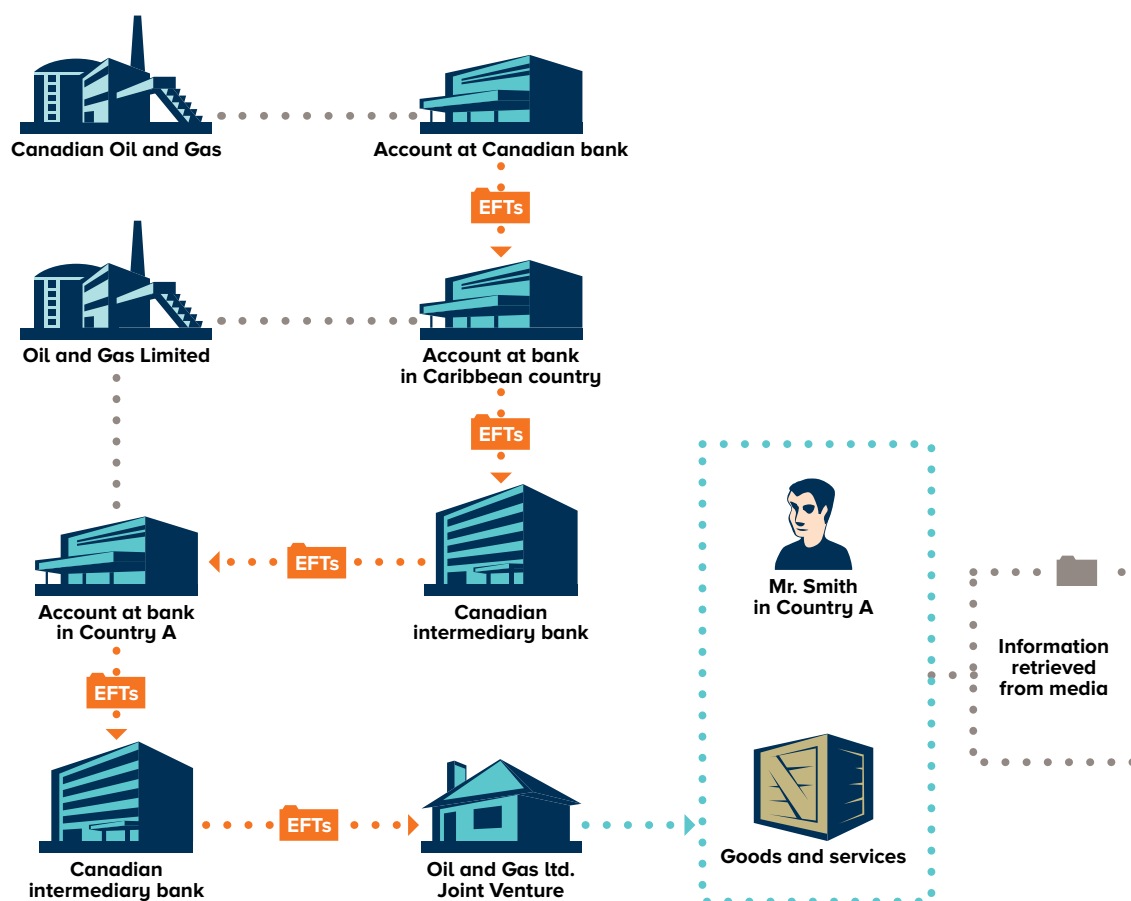 Canadian Oil and Gas
Account at Canadian bank
EFTs
Oil and Gas Limited
Account at bank
in Caribbean country
EFTs
Account at bank
in Country A
EFTs
Canadian
intermediary bank
Mr. Smith
in Country A
Information
retrieved
from media
EFTs
Canadian
intermediary bank
EFTs
Oil and Gas ltd.
Joint Venture
Goods and services